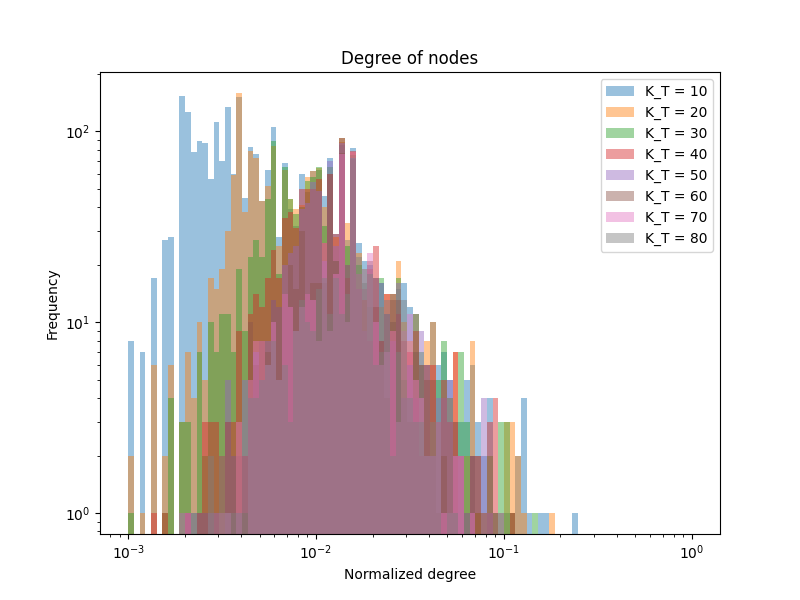 Degree of nodes
K_T = 10
K_T = 20
K_T = 30
K_T = 40
K_T = 50
K_T = 60
K_T = 70
K_T = 80
Frequency
10²
10¹
10⁰
10⁻³
10⁻²
10⁻¹
10⁰
Normalized degree